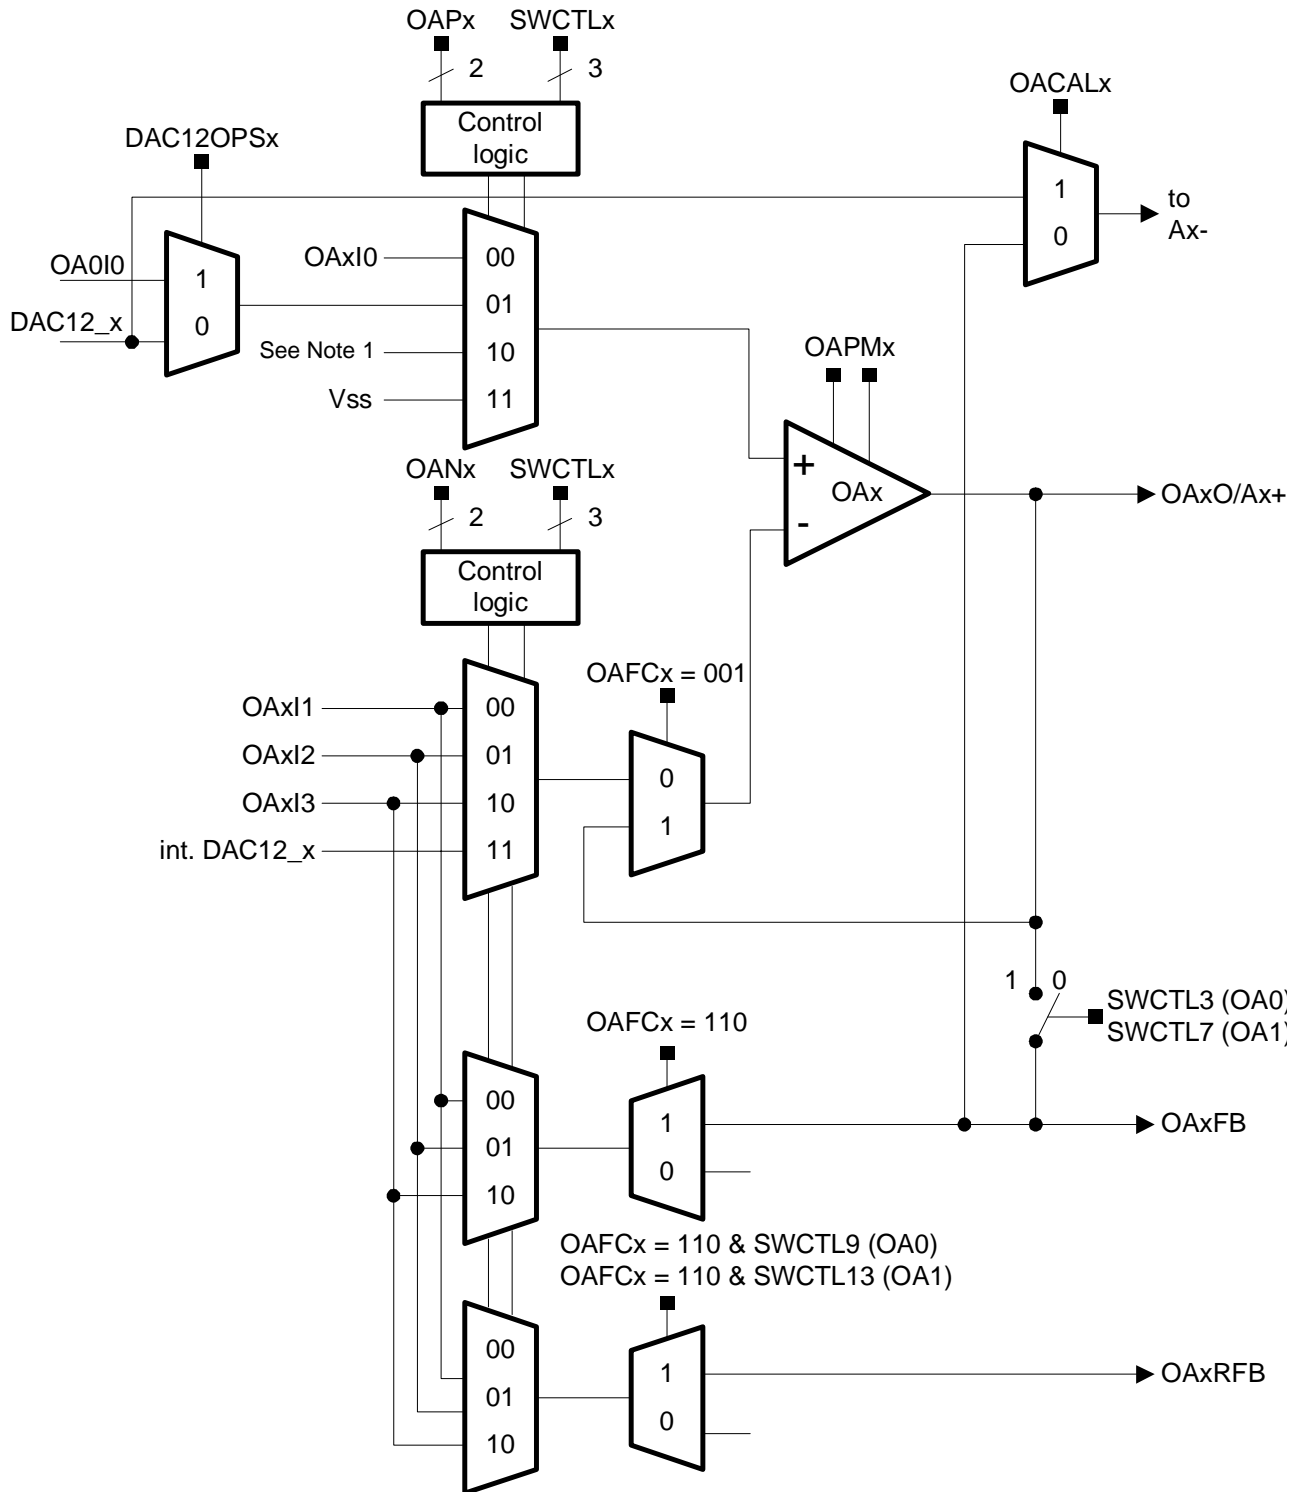 OAPx
SWCTLx
2
3
OACALx
Control
logic
DAC12OPSx
1
to
Ax-
0
OA0I0
1
DAC12_x
0
OAxI0
00
01
See Note 1
10
Vss
11
OAPMx
+
OAx
-
OAxO/Ax+
OANx
SWCTLx
2
3
Control
logic
OAFCx = 001
OAxI1
00
OAxI2
01
OAxI3
10
int. DAC12_x
11
0
1
1
0
SWCTL3 (OA0)
SWCTL7 (OA1)
OAFCx = 110
00
01
10
1
0
OAxFB
OAFCx = 110 & SWCTL9 (OA0)
OAFCx = 110 & SWCTL13 (OA1)
00
01
10
1
0
OAxRFB